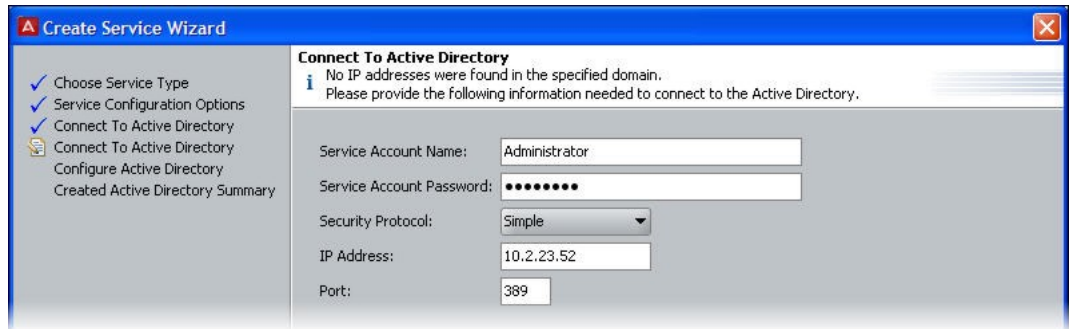 Create Service Wizard
Choose Service Type
Service Configuration Options
Connect To Active Directory
Connect To Active Directory
Configure Active Directory
Created Active Directory Summary
Connect To Active Directory
No IP addresses were found in the specified domain.
Please provide the following information needed to connect to the Active Directory.
Service Account Name: Administrator
Service Account Password: ●●●●●●●●
Security Protocol: Simple
IP Address: 10.2.23.52
Port: 389